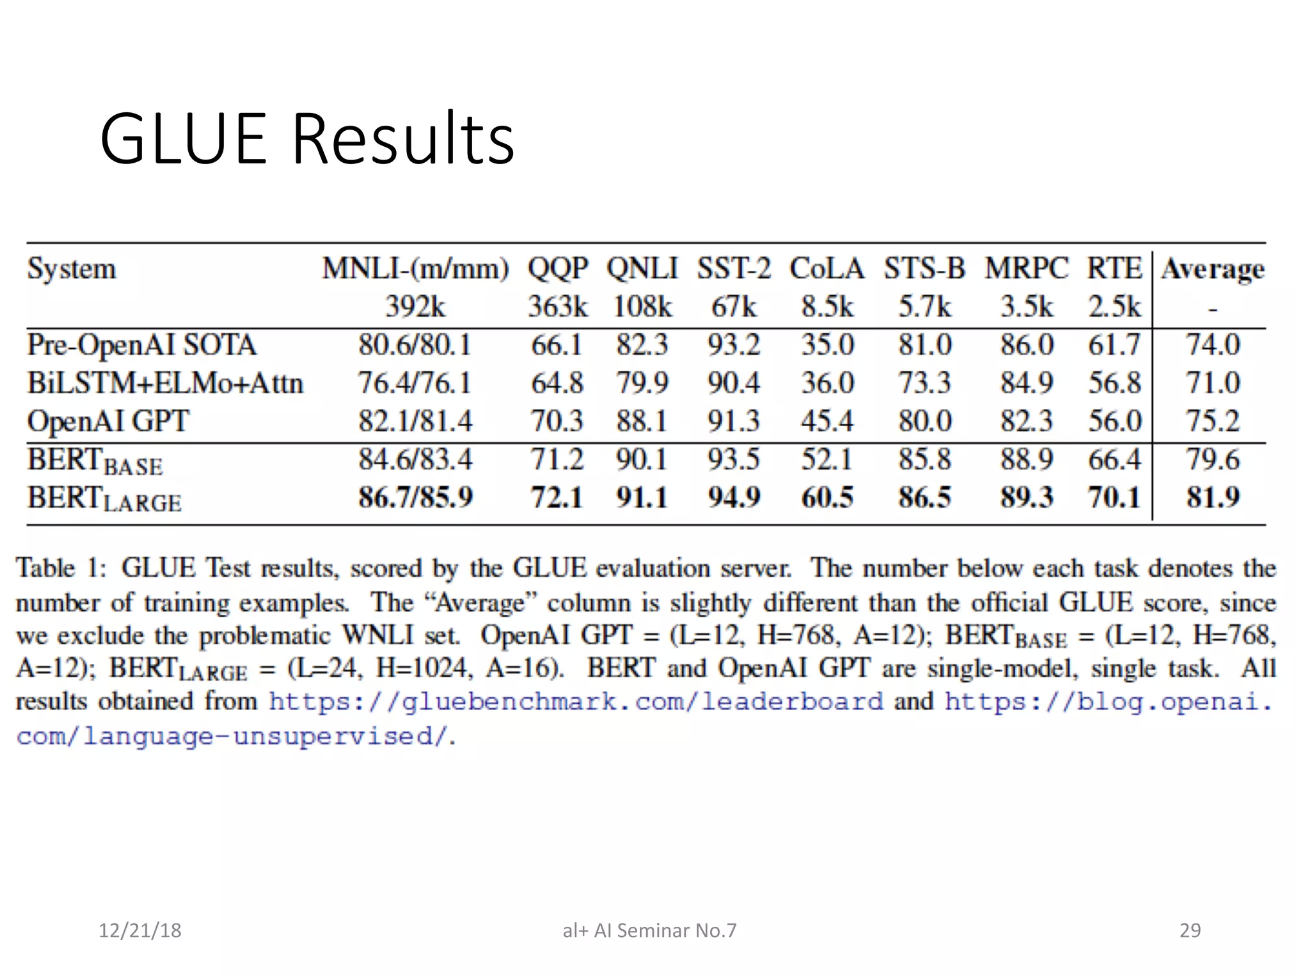 GLUE Results
System MNLI-(m/mm) QQP QNLI SST-2 CoLA STS-B MRPC RTE Average
392k 363k 108k 67k 8.5k 5.7k 3.5k 2.5k -
Pre-OpenAI SOTA 80.6/80.1 66.1 82.3 93.2 35.0 81.0 86.0 61.7 74.0
BiLSTM+ELMo+Attn 76.4/76.1 64.8 79.9 90.4 36.0 73.3 84.9 56.8 71.0
OpenAI GPT 82.1/81.4 70.3 88.1 91.3 45.4 80.0 82.3 56.0 75.2
BERTBASE 84.6/83.4 71.2 90.1 93.5 52.1 85.8 88.9 66.4 79.6
BERTLARGE 86.7/85.9 72.1 91.1 94.9 60.5 86.5 89.3 70.1 81.9
Table 1: GLUE Test results, scored by the GLUE evaluation server. The number below each task denotes the
number of training examples. The “Average” column is slightly different than the official GLUE score, since
we exclude the problematic WNLI set. OpenAI GPT = (L=12, H=768, A=12); BERTBASE = (L=12, H=768,
A=12); BERTLARGE = (L=24, H=1024, A=16). BERT and OpenAI GPT are single-model, single task. All
results obtained from https://gluebenchmark.com/leaderboard and https://blog.openai.
com/language-unsupervised/.
12/21/18 al+ AI Seminar No.7 29